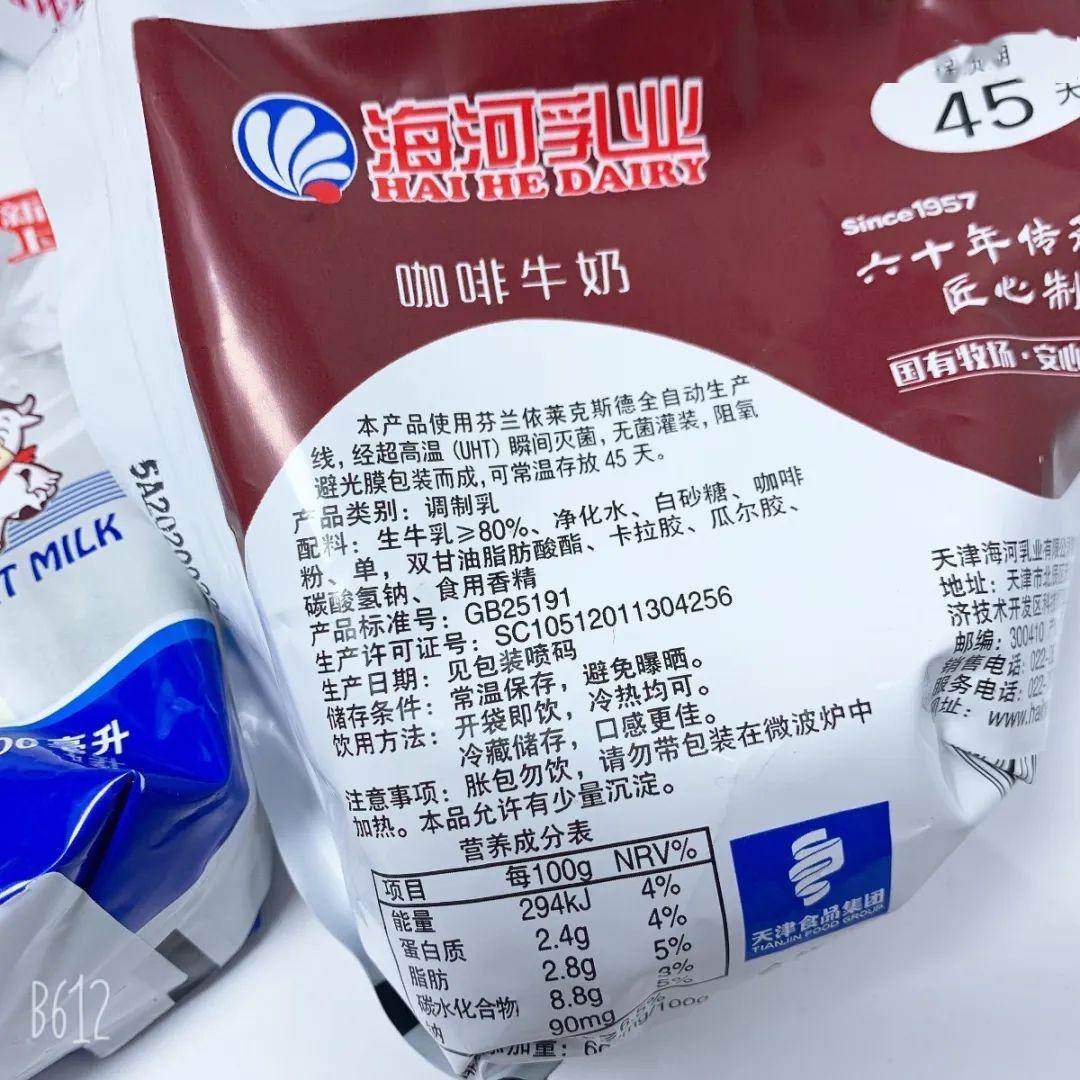 海河乳业
HAI HE DAIRY
45天
Since1957
六十年传
匠心制
国有牧场·安心
咖啡牛奶
本产品使用芬兰依莱克斯德全自动生产
线，经超高温（UHT）瞬间灭菌，无菌灌装，阻氧
避光膜包装而成，可常温存放45天。
产品类别：调制乳
配料：生牛乳≥80%、净化水、白砂糖、咖啡
粉、单，双甘油脂肪酸酯、卡拉胶、瓜尔胶、
碳酸氢钠、食用香精
产品标准号：GB25191
生产许可证号：SC10512011304256
生产日期：见包装喷码
储存条件：常温保存，避免曝晒。
饮用方法：开袋即饮，冷热均可。
冷藏储存，口感更佳。
注意事项：胀包勿饮，请勿带包装在微波炉中
加热。本品允许有少量沉淀。
营养成分表
项目 每100g NRV%
能量 294kJ 4%
蛋白质 2.4g 4%
脂肪 2.8g 5%
碳水化合物 8.8g 3%
钠 90mg 5%
天津海河乳业有限公
地址：天津市北辰区
济技术开发区科
邮编：300410
销售电话：022-
服务电话：022-
址：www.haihe
天津食品集团
TIANJIN FOOD GROUP
5A202009
T MILK
毫升
B612